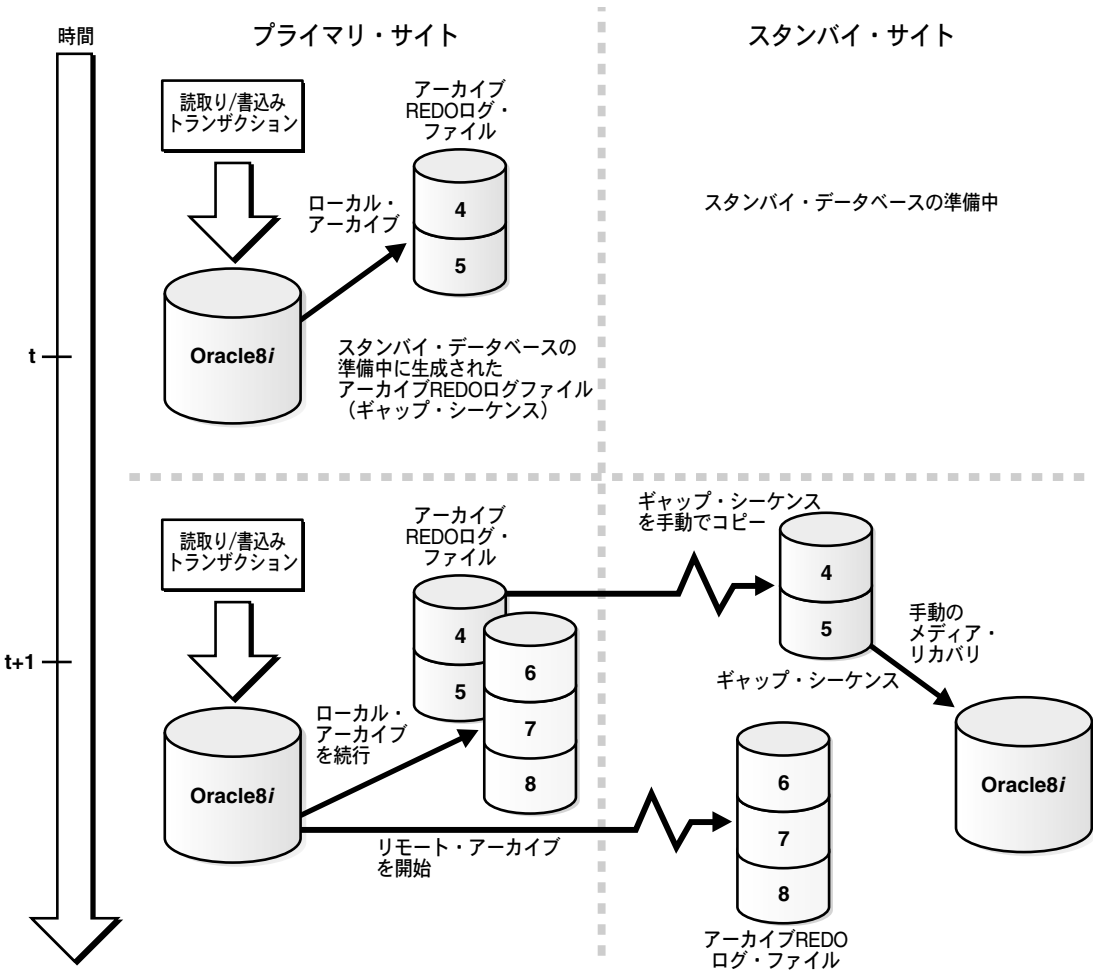 時間
プライマリ・サイト
スタンバイ・サイト
読取り/書込み
トランザクション
アーカイブ
REDOログ・
ファイル
ローカル・
アーカイブ
4
5
スタンバイ・データベースの準備中
t
Oracle8i
スタンバイ・データベースの
準備中に生成された
アーカイブREDOログファイル
（ギャップ・シーケンス）
読取り/書込み
トランザクション
アーカイブ
REDOログ・
ファイル
ギャップ・シーケンス
を手動でコピー
4
5
6
7
8
4
5
ギャップ・シーケンス
手動の
メディア・
リカバリ
t+1
ローカル・
アーカイブ
を続行
Oracle8i
リモート・アーカイブ
を開始
6
7
8
アーカイブREDO
ログ・ファイル
Oracle8i